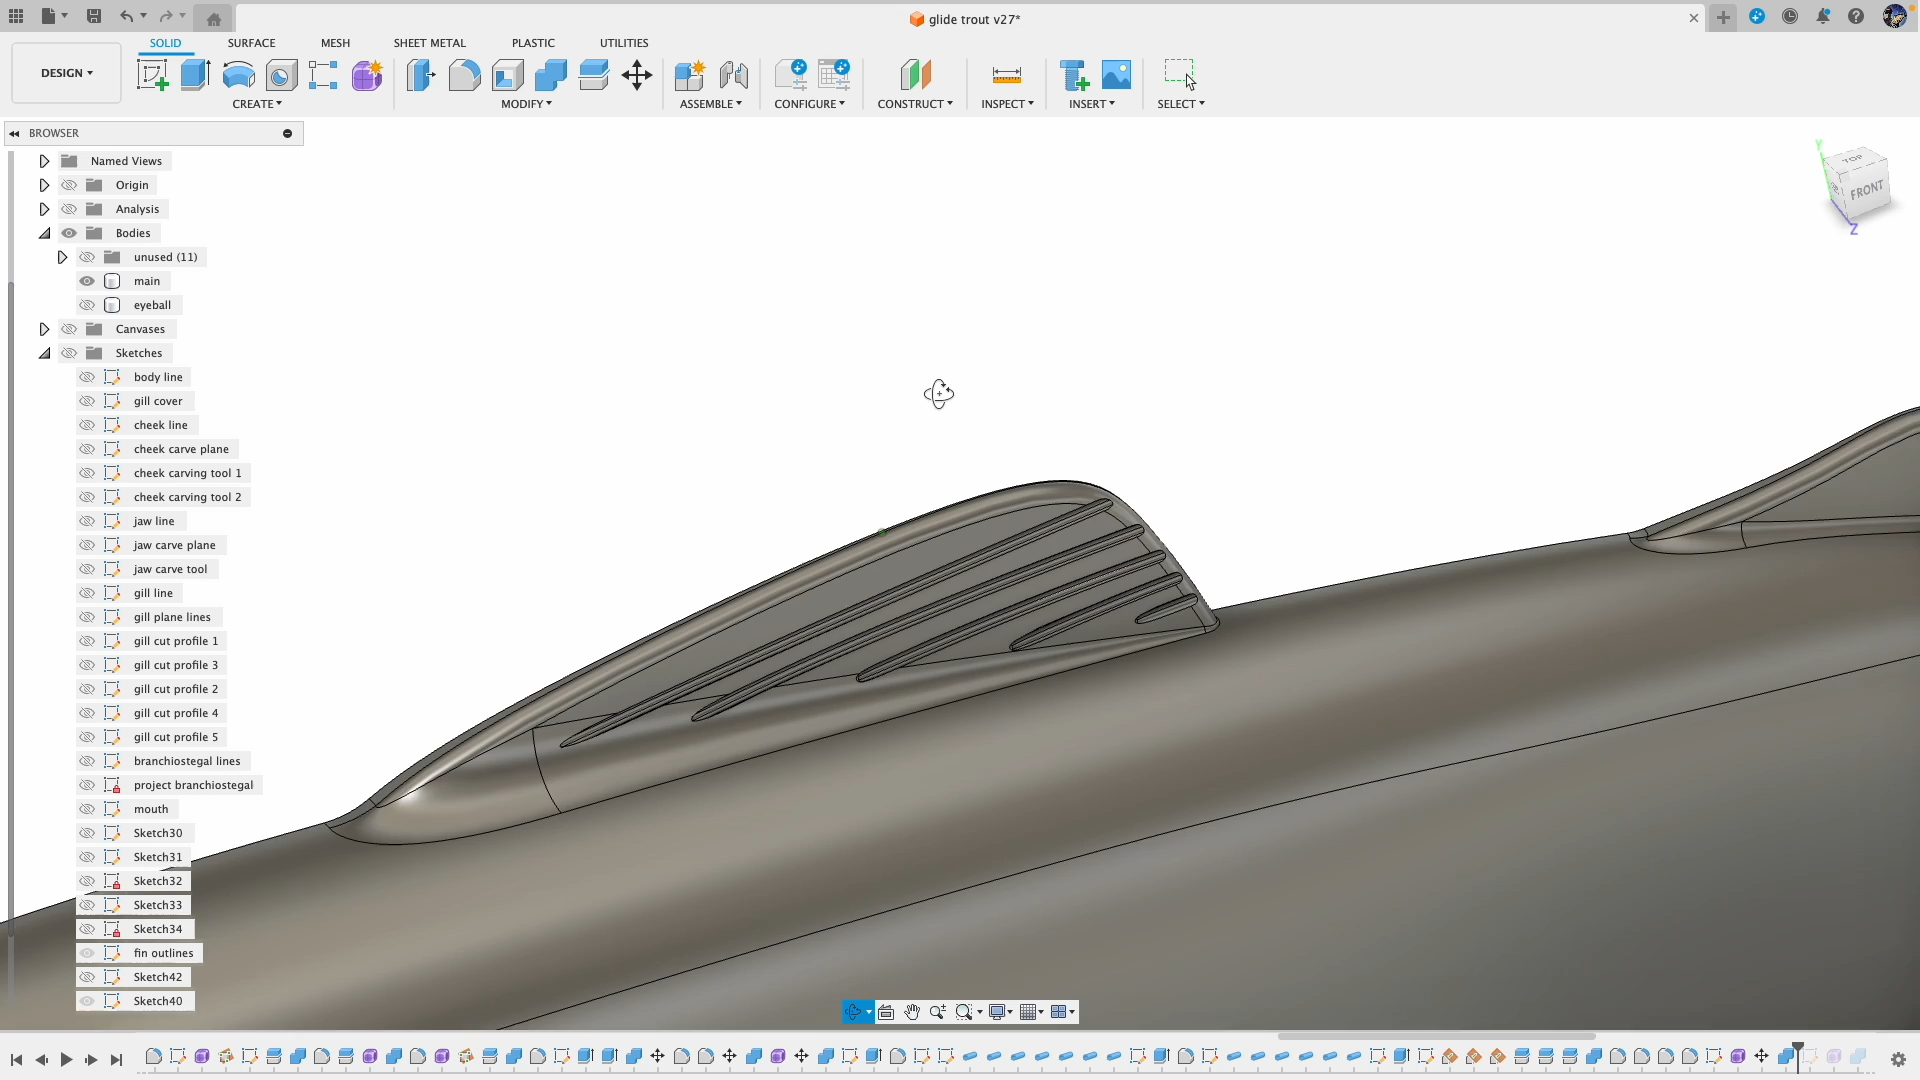 glide trout v27*
SOLID SURFACE MESH SHEET METAL PLASTIC UTILITIES
DESIGN
CREATE MODIFY ASSEMBLE CONFIGURE CONSTRUCT INSPECT INSERT SELECT
BROWSER
Named Views
Origin
Analysis
Bodies
unused (11)
main
eyeball
Canvases
Sketches
body line
gill cover
cheek line
cheek carve plane
cheek carving tool 1
cheek carving tool 2
jaw line
jaw carve plane
jaw carve tool
gill line
gill plane lines
gill cut profile 1
gill cut profile 3
gill cut profile 2
gill cut profile 4
gill cut profile 5
branchiostegal lines
project branchiostegal
mouth
Sketch30
Sketch31
Sketch32
Sketch33
Sketch34
fin outlines
Sketch42
Sketch40
Y
TOP
FRONT
Z